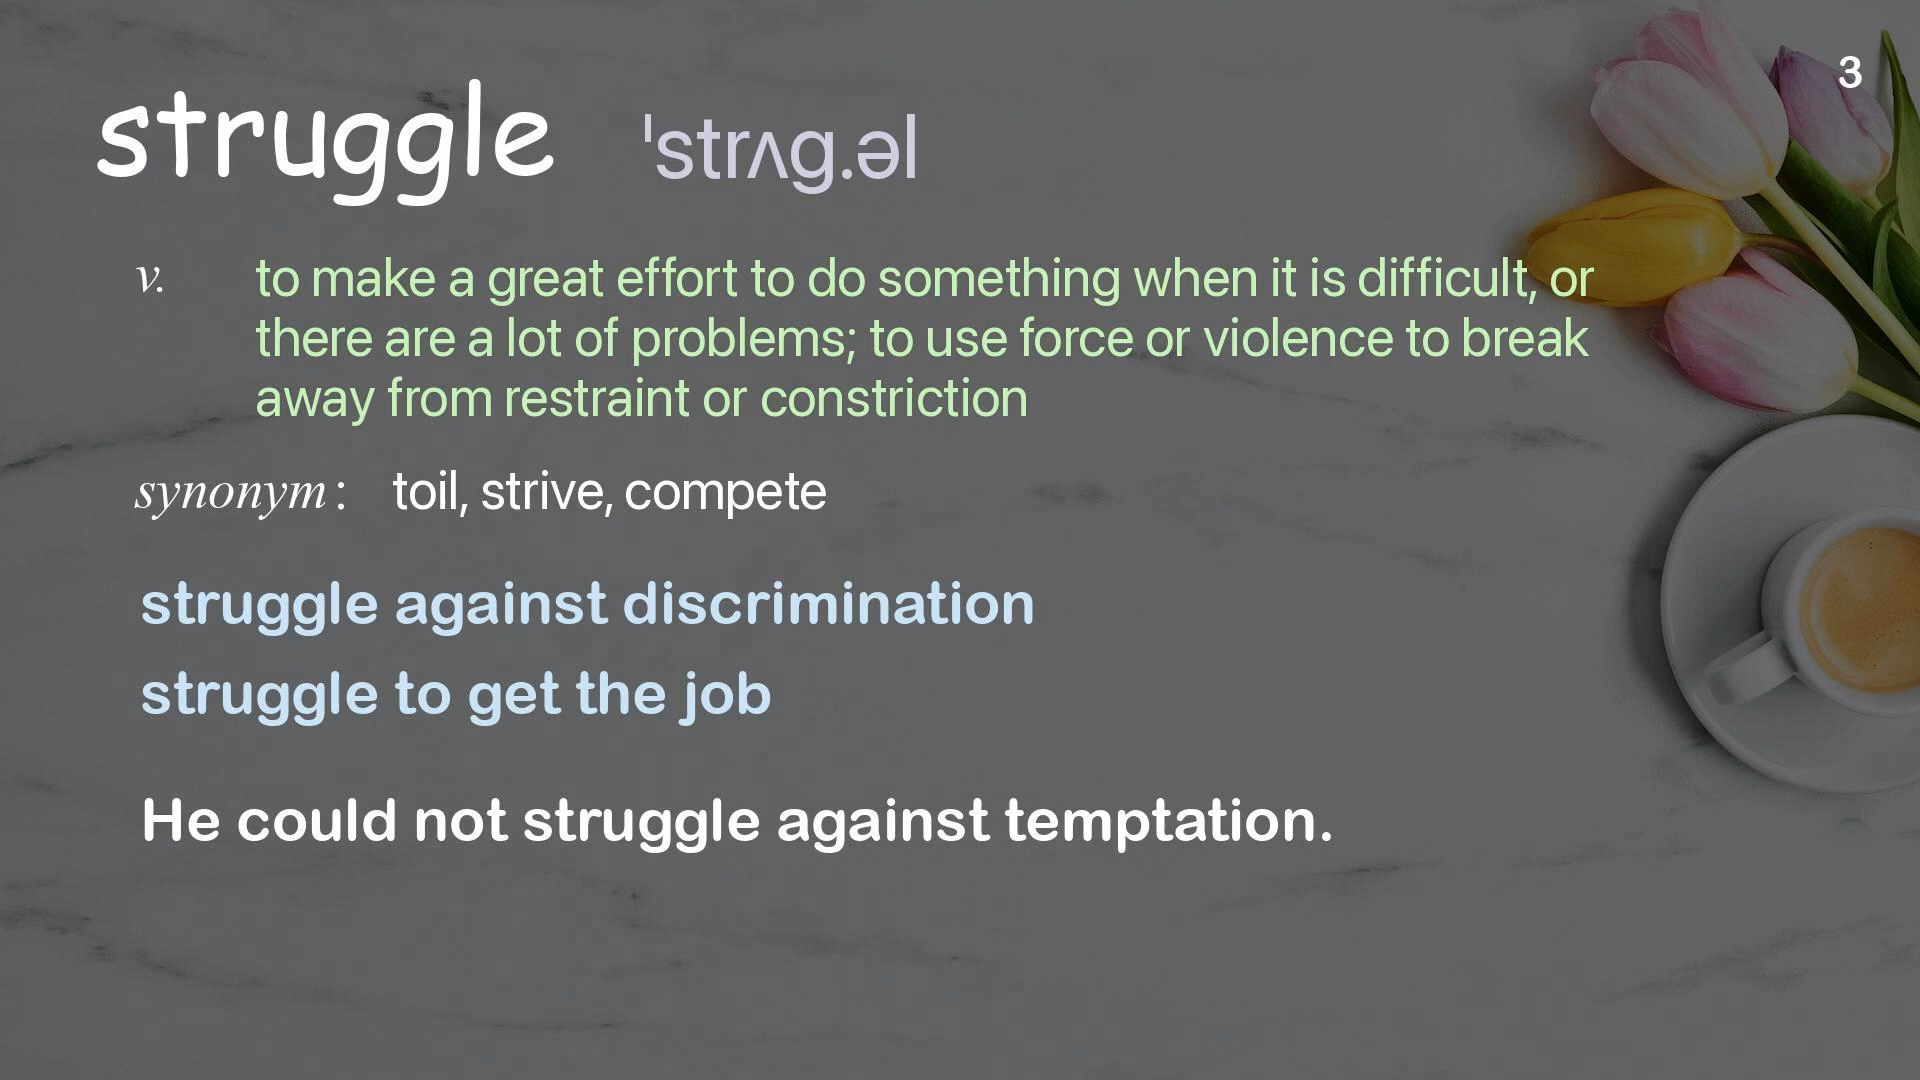 3
struggle ˈstrʌg.əl
v. to make a great effort to do something when it is difficult, or
there are a lot of problems; to use force or violence to break
away from restraint or constriction
synonym: toil, strive, compete
struggle against discrimination
struggle to get the job
He could not struggle against temptation.